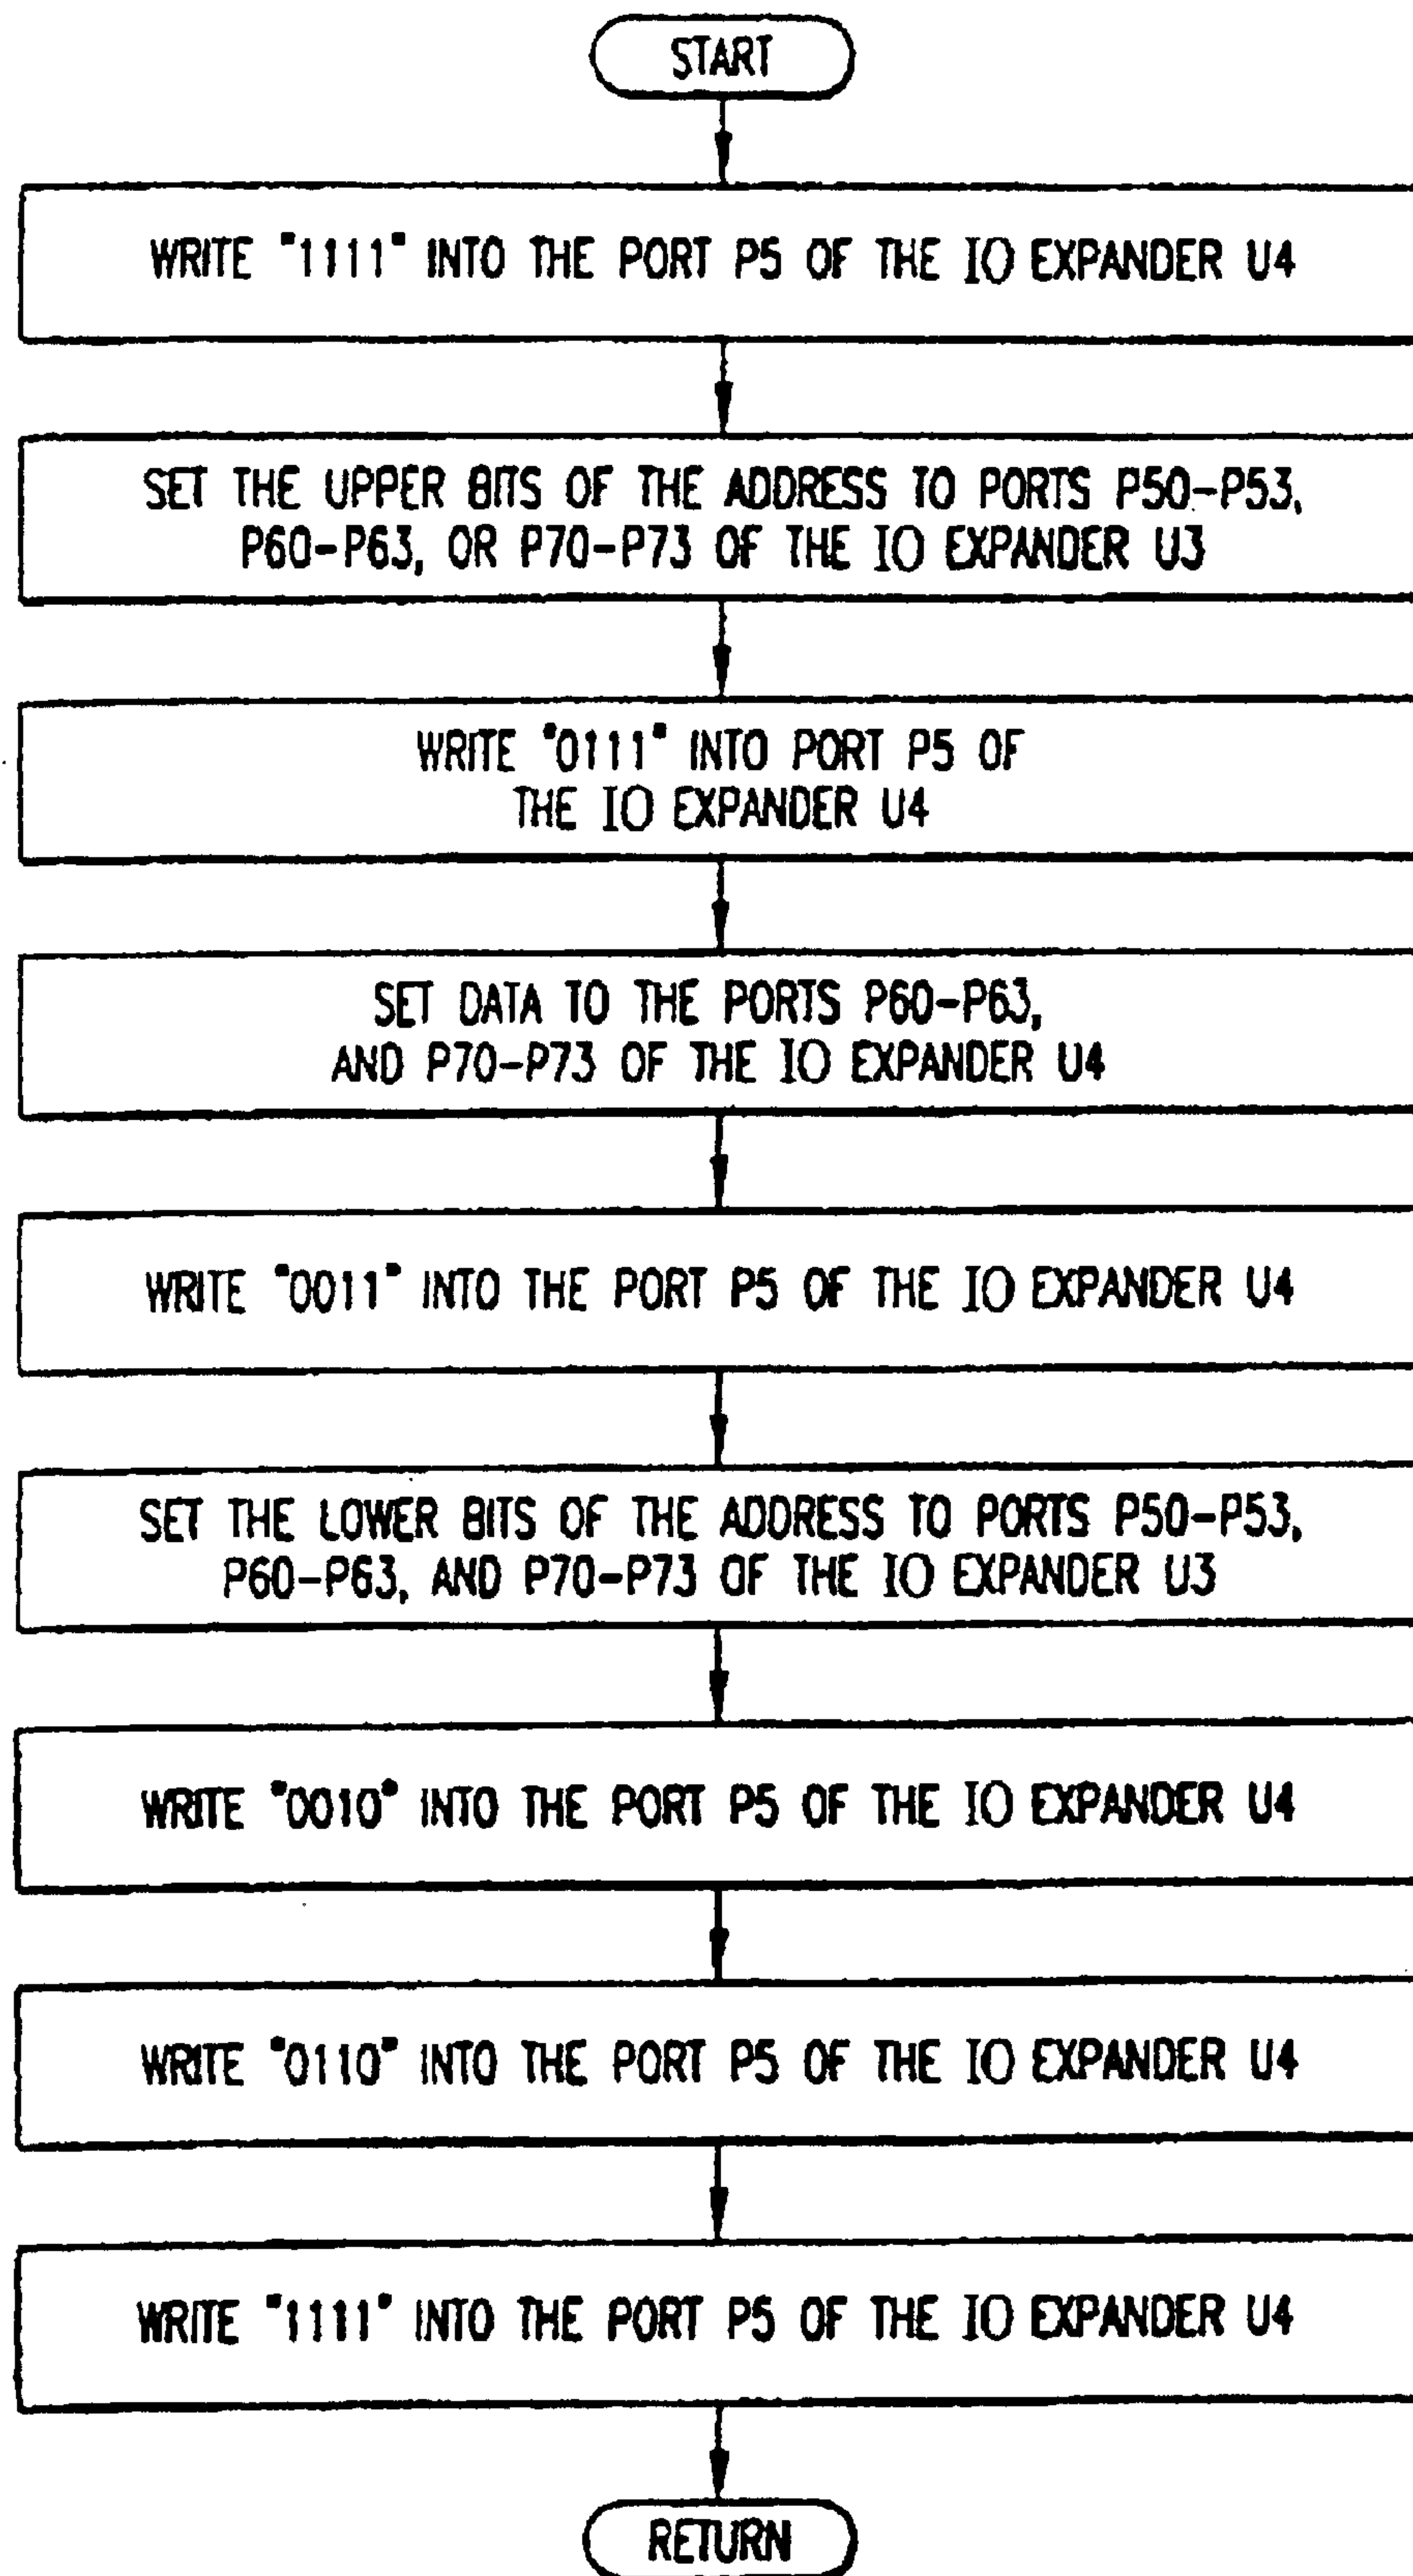 START
WRITE "1111" INTO THE PORT P5 OF THE IO EXPANDER U4
SET THE UPPER BITS OF THE ADDRESS TO PORTS P50-P53,
P60-P63, OR P70-P73 OF THE IO EXPANDER U3
WRITE "0111" INTO PORT P5 OF
THE IO EXPANDER U4
SET DATA TO THE PORTS P60-P63,
AND P70-P73 OF THE IO EXPANDER U4
WRITE "0011" INTO THE PORT P5 OF THE IO EXPANDER U4
SET THE LOWER BITS OF THE ADDRESS TO PORTS P50-P53,
P60-P63, AND P70-P73 OF THE IO EXPANDER U3
WRITE "0010" INTO THE PORT P5 OF THE IO EXPANDER U4
WRITE "0110" INTO THE PORT P5 OF THE IO EXPANDER U4
WRITE "1111" INTO THE PORT P5 OF THE IO EXPANDER U4
RETURN